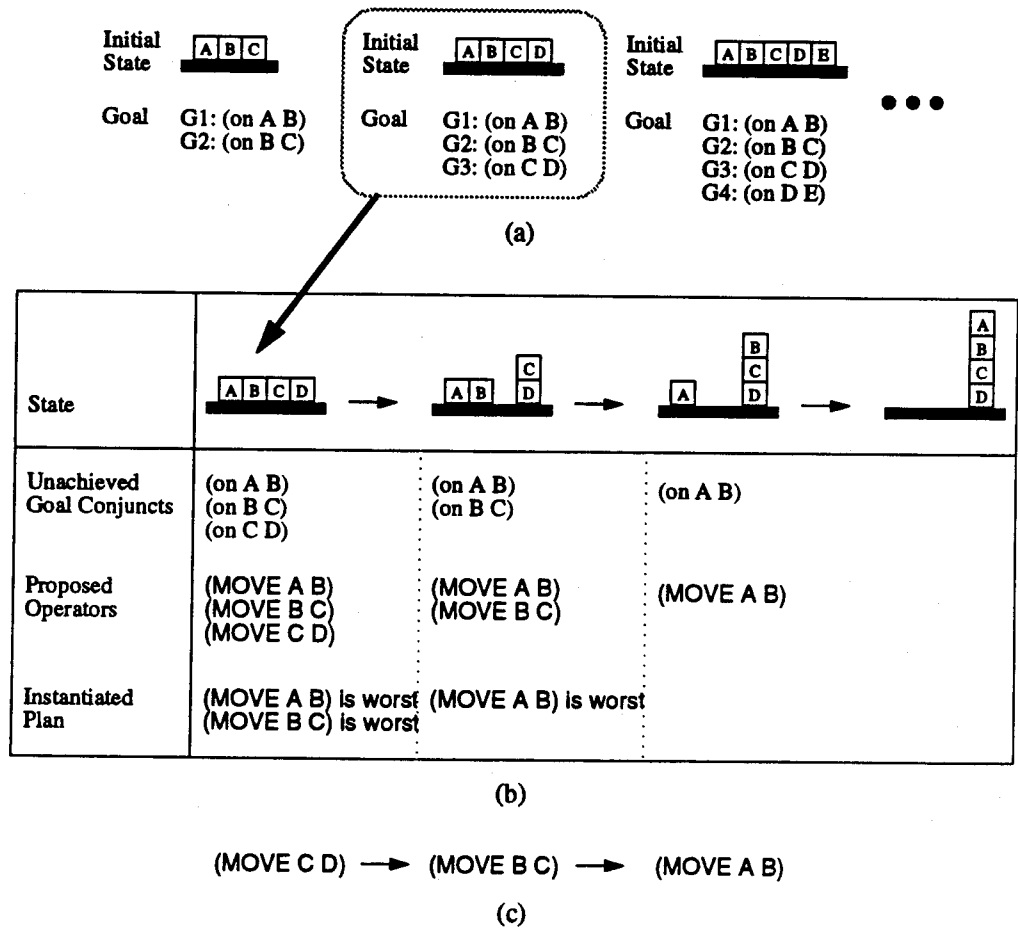 Initial State
A B C
Goal
G1: (on A B)
G2: (on B C)
Initial State
A B C D
Goal
G1: (on A B)
G2: (on B C)
G3: (on C D)
Initial State
A B C D E
Goal
G1: (on A B)
G2: (on B C)
G3: (on C D)
G4: (on D E)
(a)
State
A B C D
A B
C
D
A
B
C
D
A
B
C
D
Unachieved
Goal Conjuncts
(on A B)
(on B C)
(on C D)
(on A B)
(on B C)
(on A B)
Proposed
Operators
(MOVE A B)
(MOVE B C)
(MOVE C D)
(MOVE A B)
(MOVE B C)
(MOVE A B)
Instantiated
Plan
(MOVE A B) is worst
(MOVE B C) is worst
(MOVE A B) is worst
(b)
(MOVE C D) → (MOVE B C) → (MOVE A B)
(c)